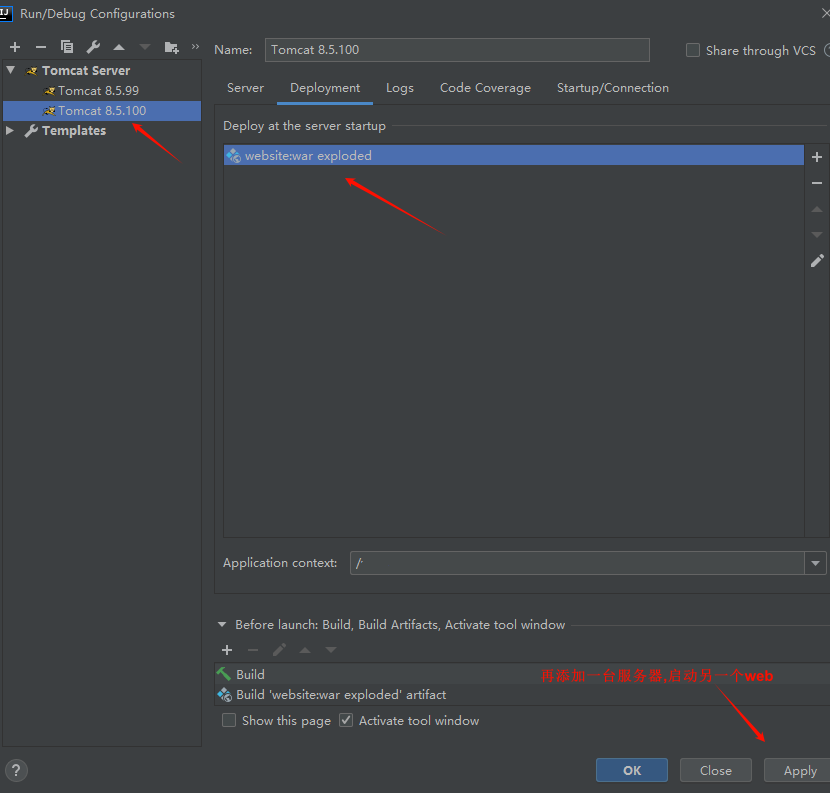 IJ Run/Debug Configurations
Name: Tomcat 8.5.100 Share through VCS ?
Tomcat Server
Tomcat 8.5.99
Tomcat 8.5.100
Templates
Server Deployment Logs Code Coverage Startup/Connection
Deploy at the server startup
website:war exploded
Application context: /
Before launch: Build, Build Artifacts, Activate tool window
Build
再添加一台服务器,启动另一个web
Build 'website:war exploded' artifact
Show this page Activate tool window
? OK Close Apply